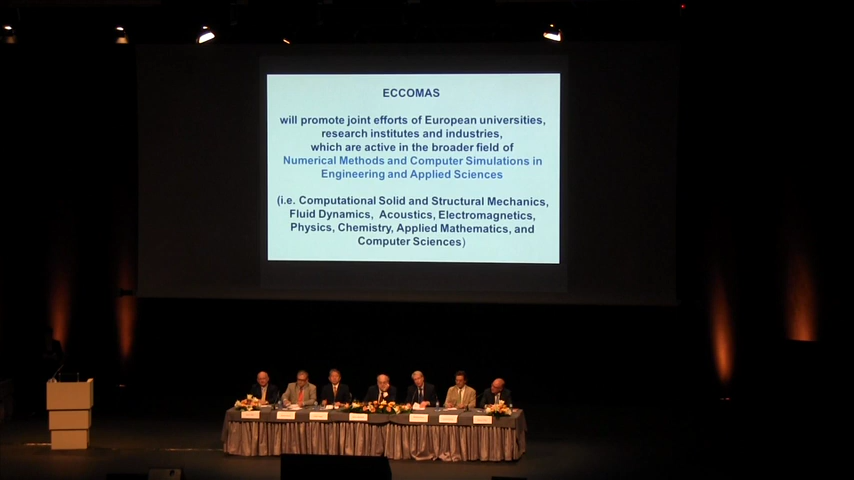 ECCOMAS
will promote joint efforts of European universities,
research institutes and industries,
which are active in the broader field of
Numerical Methods and Computer Simulations in
Engineering and Applied Sciences
(i.e. Computational Solid and Structural Mechanics,
Fluid Dynamics, Acoustics, Electromagnetics,
Physics, Chemistry, Applied Mathematics, and
Computer Sciences)